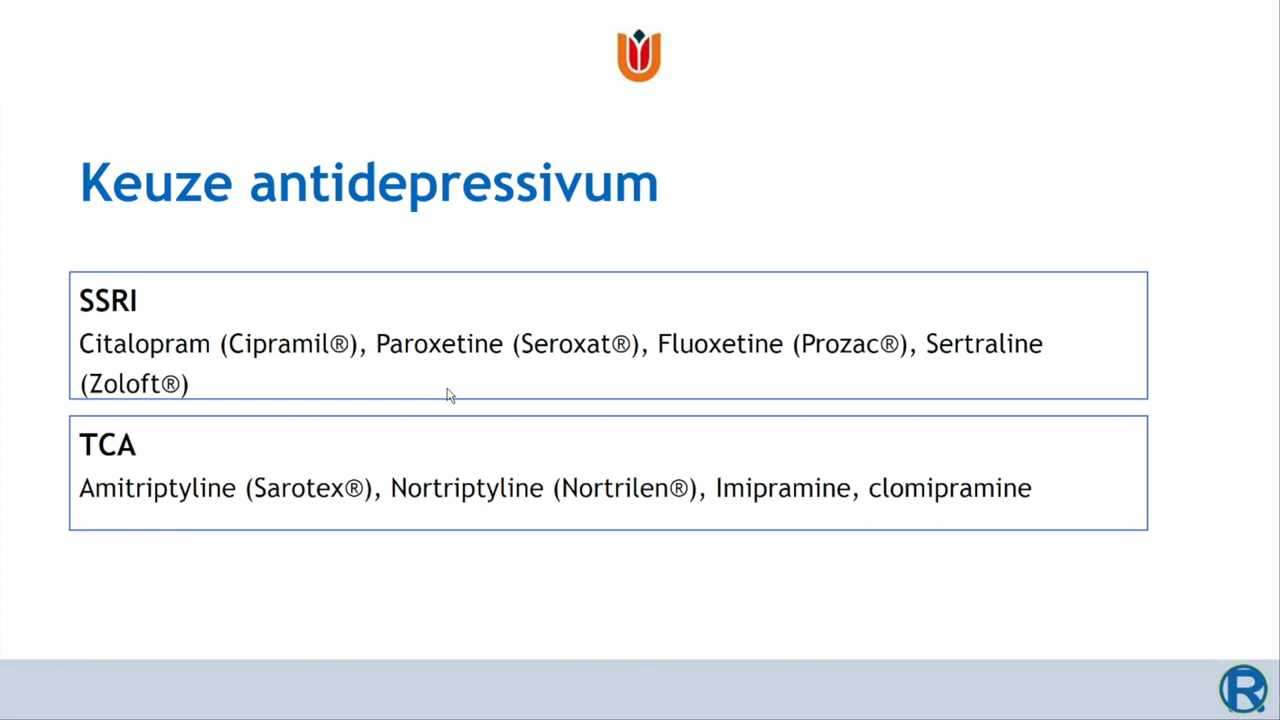 Keuze antidepressivum
SSRI
Citalopram (Cipramil®), Paroxetine (Seroxat®), Fluoxetine (Prozac®), Sertraline
(Zoloft®)
TCA
Amitriptyline (Sarotex®), Nortriptyline (Nortrilen®), Imipramine, clomipramine
R